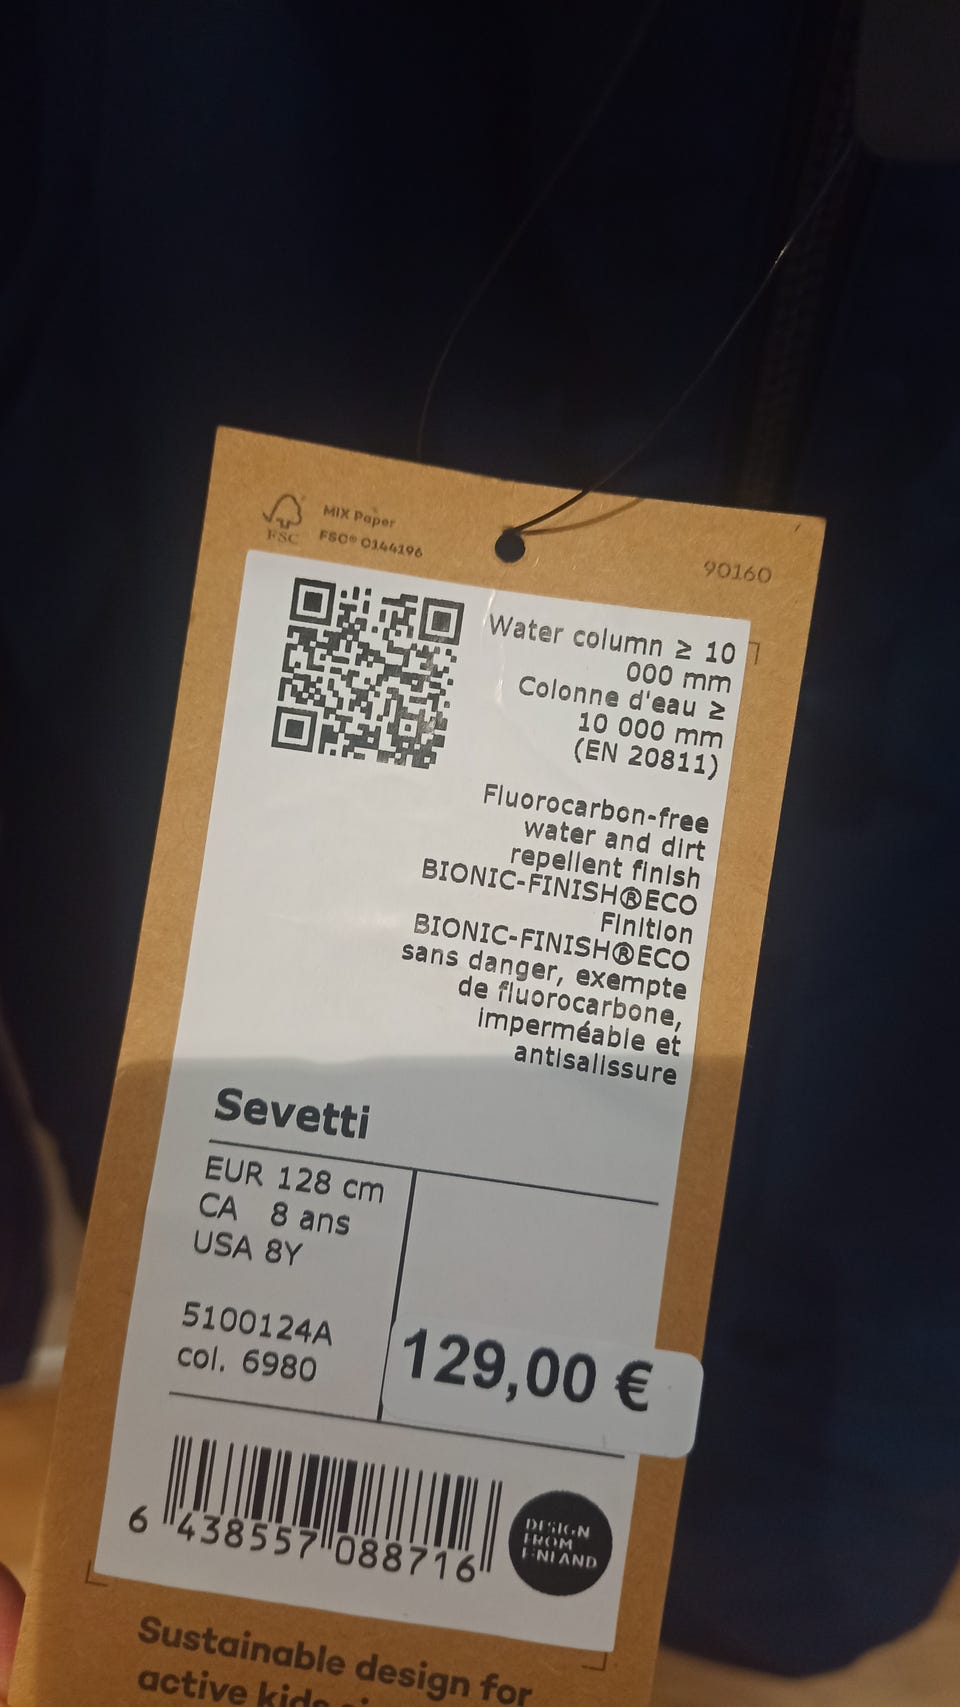 MIX Paper
FSC® C144196
FSC
90160
Water column ≥ 10
000 mm
Colonne d'eau ≥
10 000 mm
(EN 20811)
Fluorocarbon-free
water and dirt
repellent finish
BIONIC-FINISH®ECO
Finition
BIONIC-FINISH®ECO
sans danger, exempte
de fluorocarbone,
imperméable et
antisalissure
Sevetti
EUR 128 cm
CA 8 ans
USA 8Y
5100124A
col. 6980
129,00 €
6 438557 088716
DESIGN
FROM
FINLAND
Sustainable design for
active kids